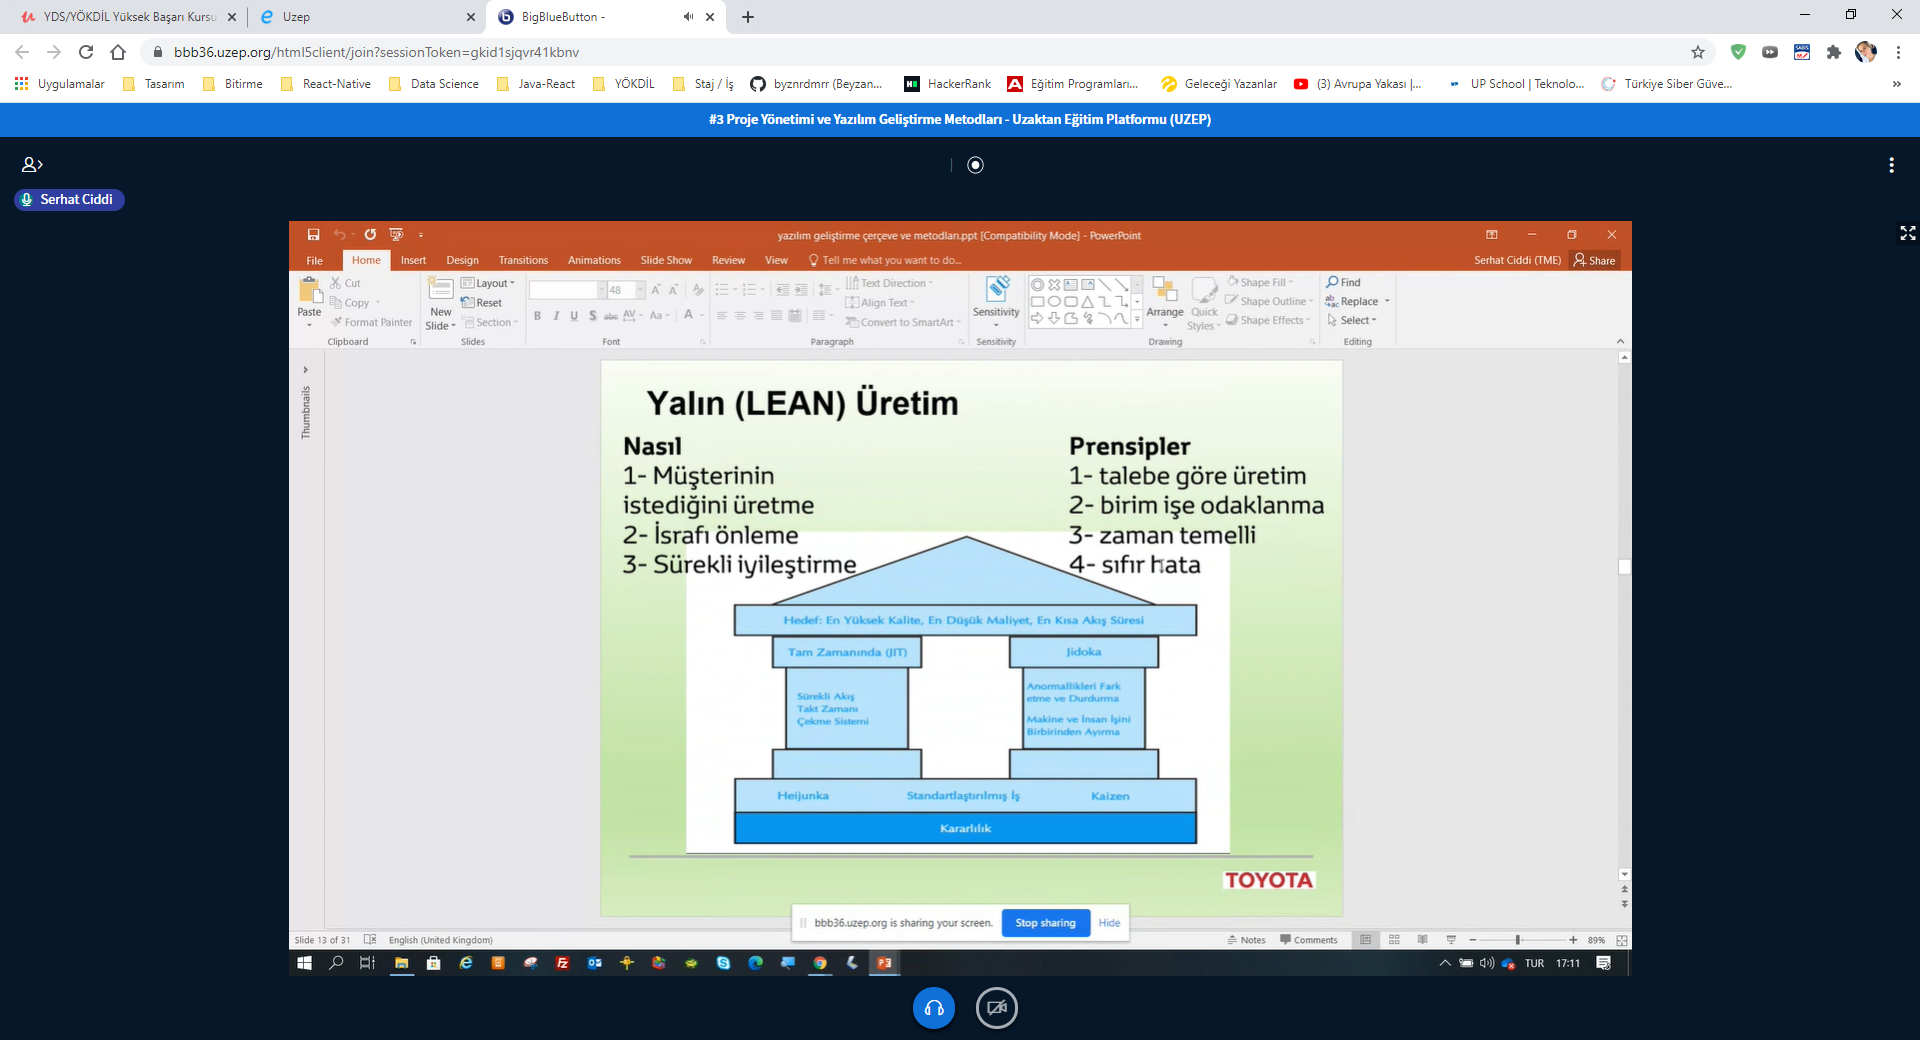 YDS/YÖKDİL Yüksek Başarı Kursu
Uzep
BigBlueButton -
bbb36.uzep.org/html5client/join?sessionToken=gkid1sjqvr41kbnv
Uygulamalar
Tasarım
Bitirme
React-Native
Data Science
Java-React
YÖKDİL
Staj / İş
byznrdmrr (Beyzan...
HackerRank
Eğitim Programları...
Geleceği Yazanlar
(3) Avrupa Yakası |...
UP School | Teknolo...
Türkiye Siber Güve...
#3 Proje Yönetimi ve Yazılım Geliştirme Metodları - Uzaktan Eğitim Platformu (UZEP)
Serhat Ciddi
yazılım geliştirme çerçeve ve metodları.ppt [Compatibility Mode] - PowerPoint
File Home Insert Design Transitions Animations Slide Show Review View Tell me what you want to do...
Serhat Ciddi (TME) Share
Paste
Cut
Copy
Format Painter
Clipboard
New
Slide
Layout
Reset
Section
Slides
48
Font
Text Direction
Align Text
Convert to SmartArt
Paragraph
Sensitivity
Sensitivity
Arrange
Quick
Styles
Shape Fill
Shape Outline
Shape Effects
Drawing
Find
Replace
Select
Editing
Thumbnails
Yalın (LEAN) Üretim
Nasıl
1- Müşterinin
istediğini üretme
2- İsrafı önleme
3- Sürekli iyileştirme
Prensipler
1- talebe göre üretim
2- birim işe odaklanma
3- zaman temelli
4- sıfır hata
Hedef: En Yüksek Kalite, En Düşük Maliyet, En Kısa Akış Süresi
Tam Zamanında (JIT)
Sürekli Akış
Takt Zamanı
Çekme Sistemi
Jidoka
Anormallikleri Fark
etme ve Durdurma
Makine ve İnsan İşini
Birbirinden Ayırma
Heijunka
Standartlaştırılmış İş
Kaizen
Kararlılık
TOYOTA
bbb36.uzep.org is sharing your screen.
Stop sharing
Hide
Slide 13 of 31
English (United Kingdom)
Notes
Comments
89%
TUR
17:11